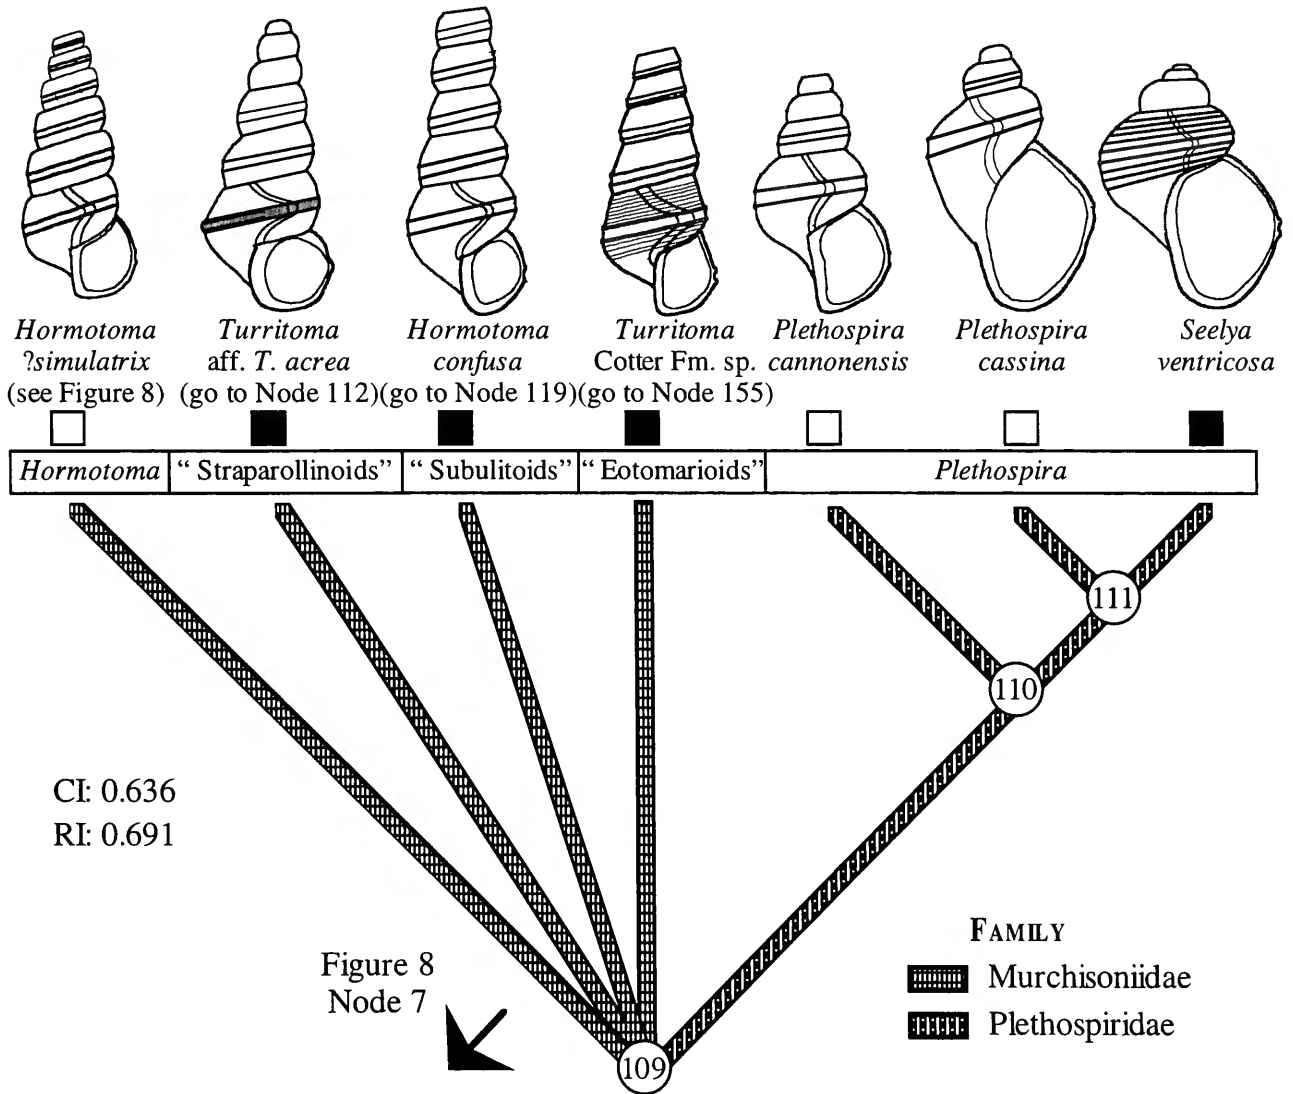 Hormotoma
?simulatrix
(see Figure 8)
Turritoma
aff. T. acrea
(go to Node 112)
Hormotoma
confusa
(go to Node 119)
Turritoma
Cotter Fm. sp.
(go to Node 155)
Plethospira
cannonensis
Plethospira
cassina
Seelya
ventricosa
Hormotoma
“ Straparollinoids”
“ Subulitoids”
“ Eotomarioids”
Plethospira
111
110
CI: 0.636
RI: 0.691
Figure 8
Node 7
109
FAMILY
Murchisoniidae
Plethospiridae